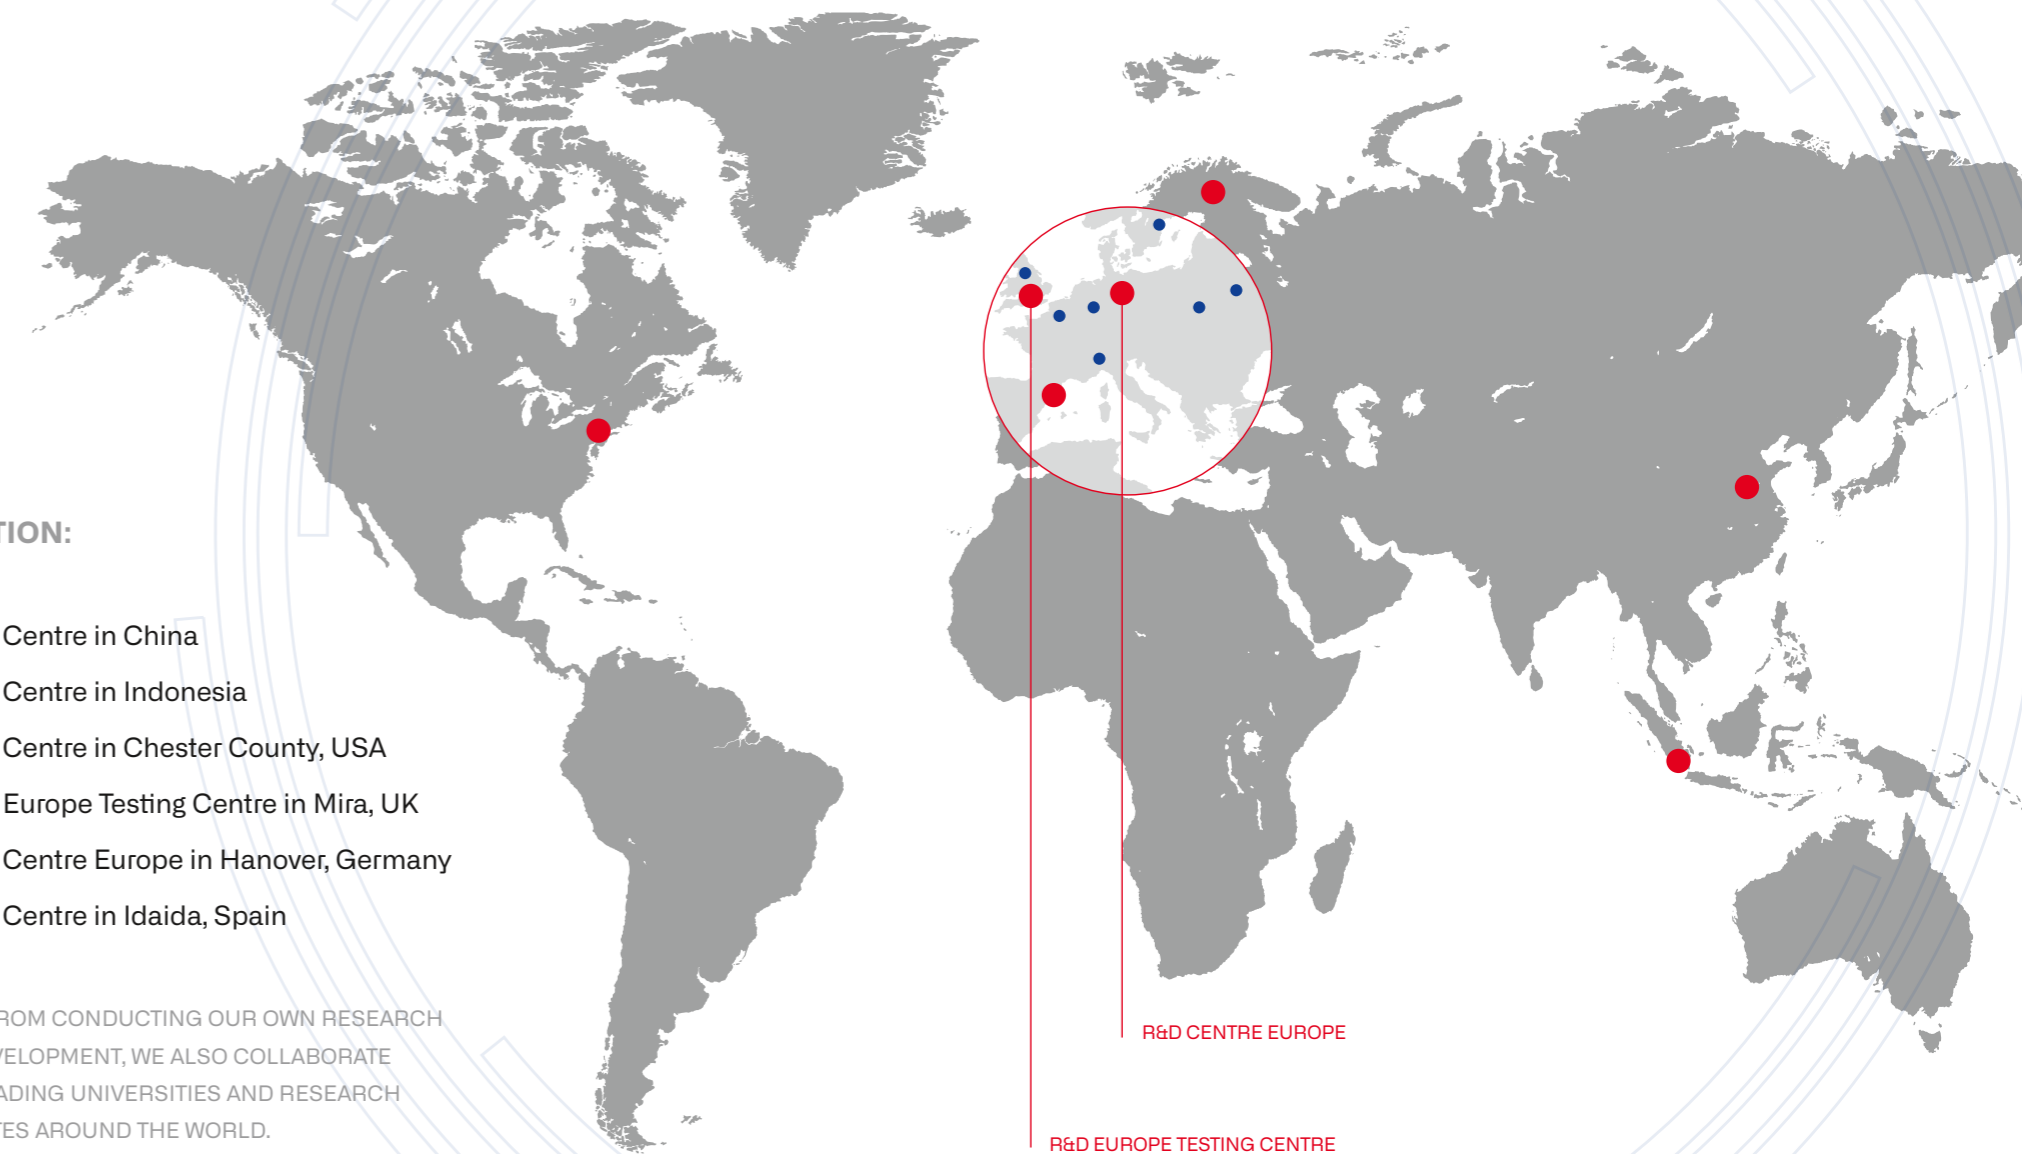 TION:
Centre in China
Centre in Indonesia
Centre in Chester County, USA
Europe Testing Centre in Mira, UK
Centre Europe in Hanover, Germany
Centre in Idaida, Spain
ROM CONDUCTING OUR OWN RESEARCH
VELOPMENT, WE ALSO COLLABORATE
ADING UNIVERSITIES AND RESEARCH
TES AROUND THE WORLD.
R&D CENTRE EUROPE
R&D EUROPE TESTING CENTRE